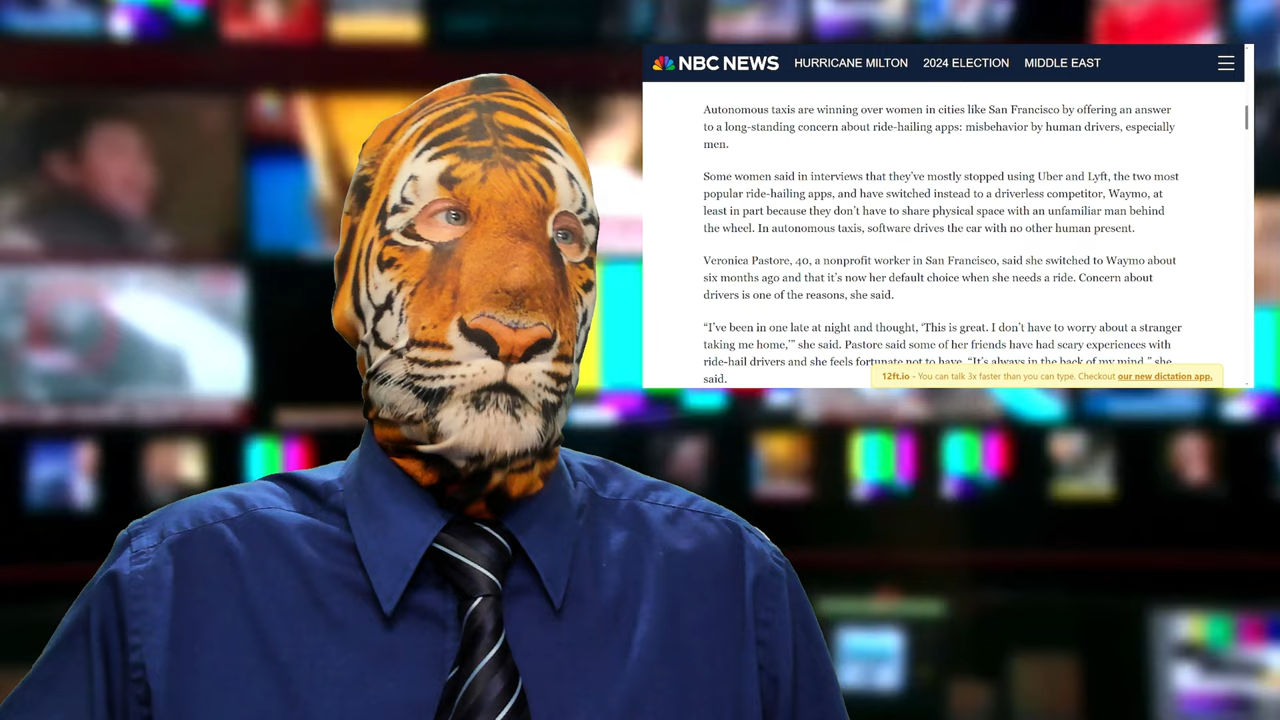 NBC NEWS HURRICANE MILTON 2024 ELECTION MIDDLE EAST
Autonomous taxis are winning over women in cities like San Francisco by offering an answer
to a long-standing concern about ride-hailing apps: misbehavior by human drivers, especially
men.
Some women said in interviews that they've mostly stopped using Uber and Lyft, the two most
popular ride-hailing apps, and have switched instead to a driverless competitor, Waymo, at
least in part because they don't have to share physical space with an unfamiliar man behind
the wheel. In autonomous taxis, software drives the car with no other human present.
Veronica Pastore, 40, a nonprofit worker in San Francisco, said she switched to Waymo about
six months ago and that it's now her default choice when she needs a ride. Concern about
drivers is one of the reasons, she said.
“I've been in one late at night and thought, ‘This is great. I don't have to worry about a stranger
taking me home,’” she said. Pastore said some of her friends have had scary experiences with
ride-hail drivers and she feels fortunate not to have. “It's always in the back of my mind,” she
said.
12ft.io - You can talk 3x faster than you can type. Checkout our new dictation app.